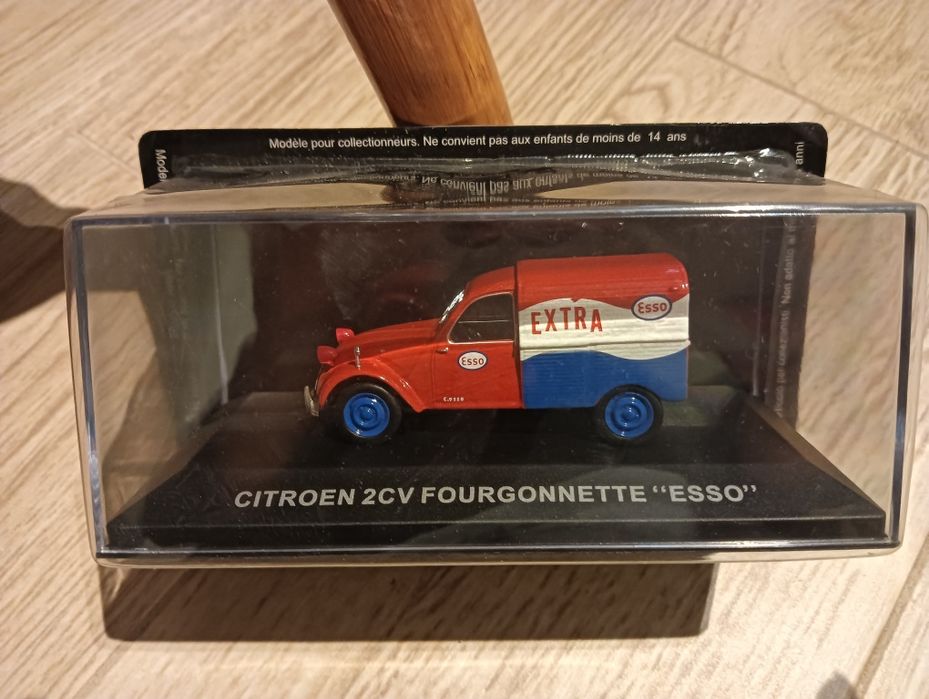 Modèle pour collectionneurs. Ne convient pas aux enfants de moins de 14 ans
anni
EXTRA
Esso
Esso
CITROEN 2CV FOURGONNETTE “ESSO”